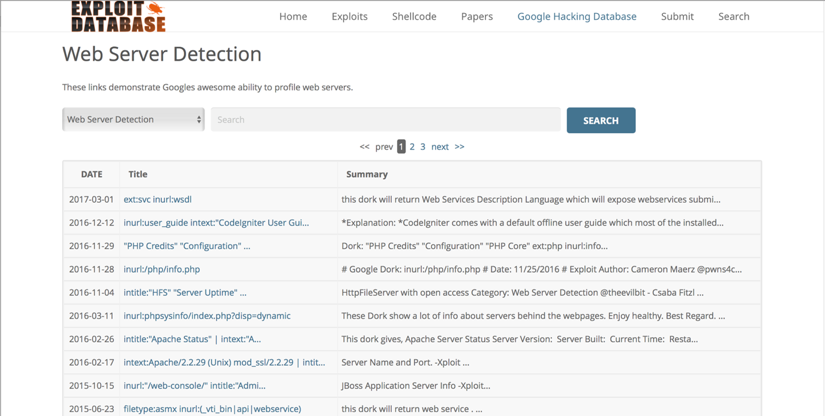 EXPLOIT
DATABASE
Home Exploits Shellcode Papers Google Hacking Database Submit Search
Web Server Detection
These links demonstrate Googles awesome ability to profile web servers.
Web Server Detection Search SEARCH
<< prev 1 2 3 next >>
DATE Title Summary
2017-03-01 ext:svc inurl:wsdl this dork will return Web Services Description Language which will expose webservices submi...
2016-12-12 inurl:user_guide intext:"CodeIgniter User Gui... *Explanation: *CodeIgniter comes with a default offline user guide which most of the installed...
2016-11-29 "PHP Credits" "Configuration" ... Dork: "PHP Credits" "Configuration" "PHP Core" ext:php inurl:info...
2016-11-28 inurl:/php/info.php # Google Dork: inurl:/php/info.php # Date: 11/25/2016 # Exploit Author: Cameron Maerz @pwns4c...
2016-11-04 intitle:"HFS" "Server Uptime" ... HttpFileServer with open access Category: Web Server Detection @theevilbit - Csaba Fitzl ...
2016-03-11 inurl:phpsysinfo/index.php?disp=dynamic These Dork show a lot of info about servers behind the webpages. Enjoy healthy. Best Regard. ...
2016-02-26 intitle:"Apache Status" | intext:"A... This dork gives, Apache Server Status Server Version: Server Built: Current Time: Resta...
2016-02-17 intext:Apache/2.2.29 (Unix) mod_ssl/2.2.29 | intit... Server Name and Port. -Xploit ...
2015-10-15 inurl:"/web-console/" intitle:"Admi... JBoss Application Server Info -Xploit...
2015-06-23 filetype:asmx inurl:(_vti_bin|api|webservice) this dork will return web service . ...